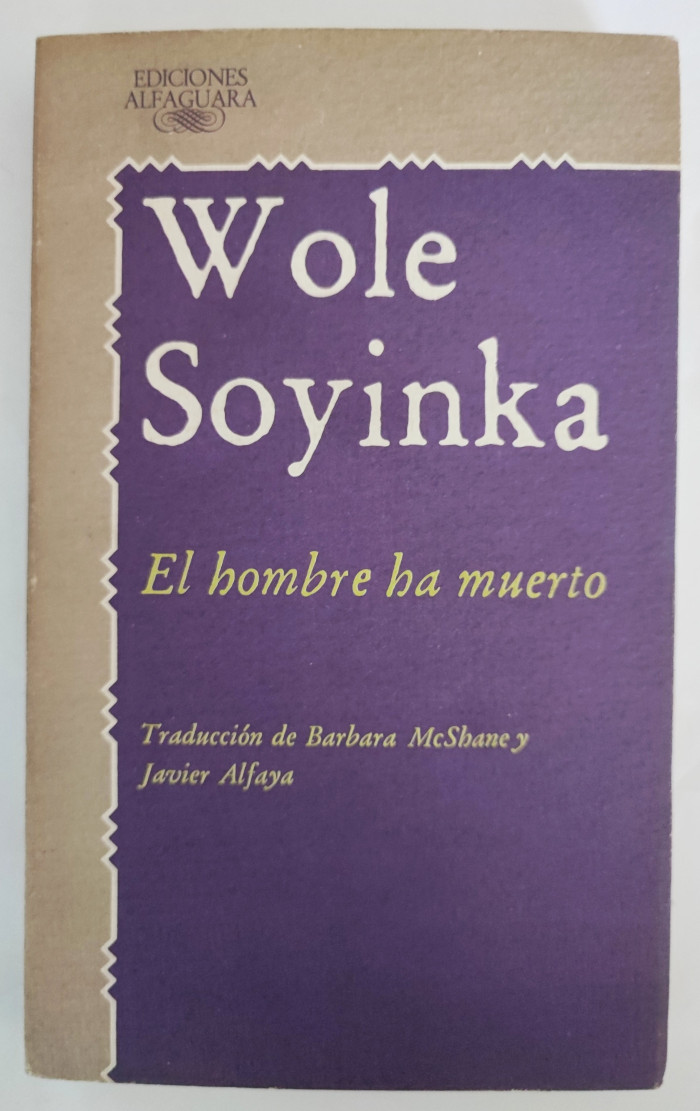 EDICIONES
ALFAGUARA
Wole
Soyinka
El hombre ha muerto
Traducción de Barbara McShane y
Javier Alfaya